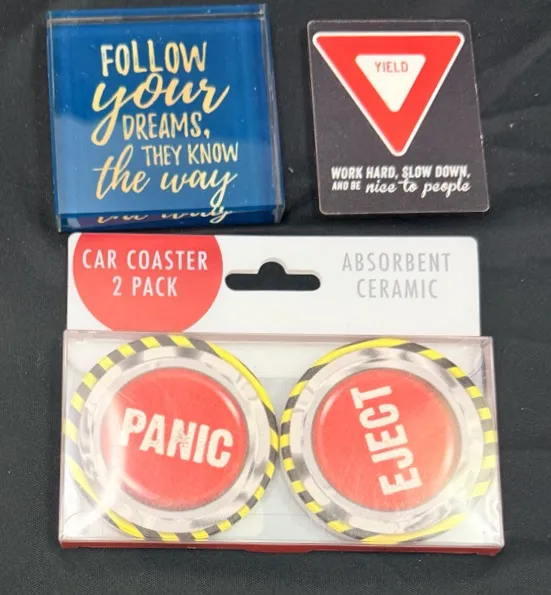 FOLLOW
your
DREAMS,
THEY KNOW
the way
YIELD
WORK HARD, SLOW DOWN,
AND BE nice to people
CAR COASTER
2 PACK
ABSORBENT
CERAMIC
PANIC
EJECT